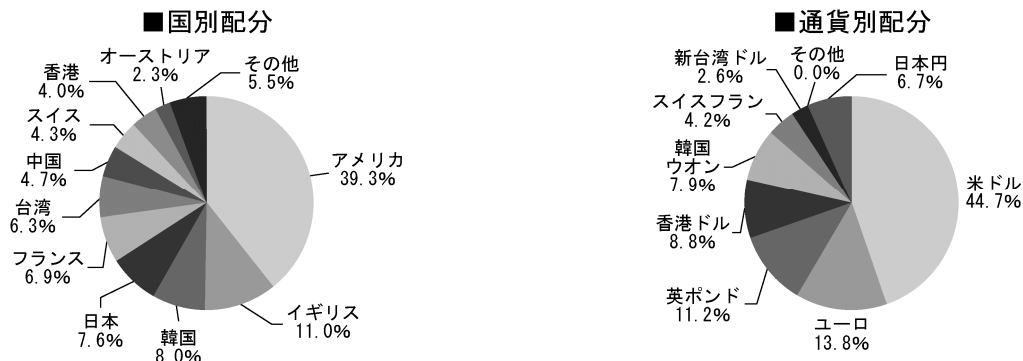 ■国別配分
オーストリア
2.3%
その他
5.5%
香港
4.0%
スイス
4.3%
中国
4.7%
台湾
6.3%
フランス
6.9%
日本
7.6%
韓国
8.0%
イギリス
11.0%
アメリカ
39.3%
■通貨別配分
新台湾ドル
2.6%
その他
0.0%
日本円
6.7%
スイスフラン
4.2%
韓国
ウオン
7.9%
香港ドル
8.8%
英ポンド
11.2%
ユーロ
13.8%
米ドル
44.7%